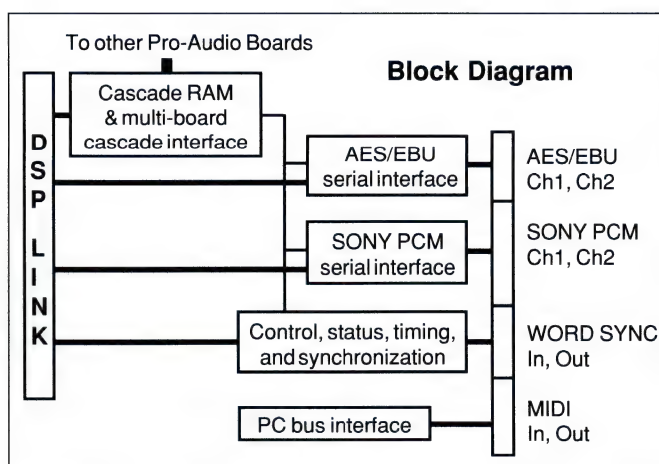 To other Pro-Audio Boards
Block Diagram
Cascade RAM
& multi-board
cascade interface
DSP LINK
AES/EBU
serial interface
AES/EBU
Ch1, Ch2
SONY PCM
serial interface
SONY PCM
Ch1, Ch2
Control, status, timing,
and synchronization
WORD SYNC
In, Out
PC bus interface
MIDI
In, Out